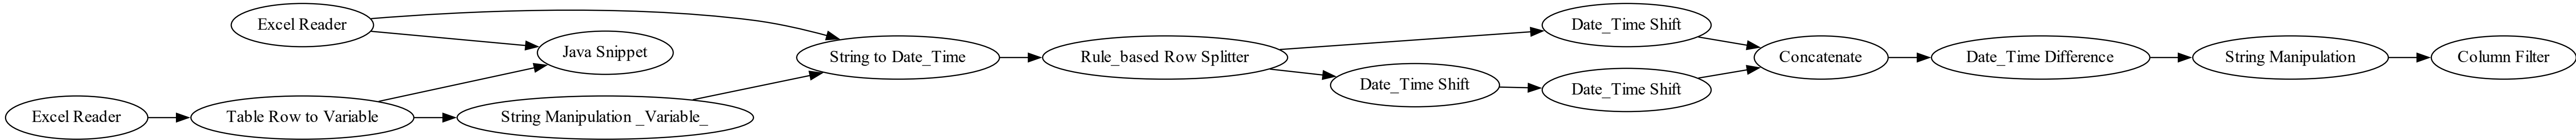 Excel Reader
Java Snippet
Excel Reader
Table Row to Variable
String Manipulation _Variable_
String to Date_Time
Rule_based Row Splitter
Date_Time Shift
Date_Time Shift
Date_Time Shift
Concatenate
Date_Time Difference
String Manipulation
Column Filter